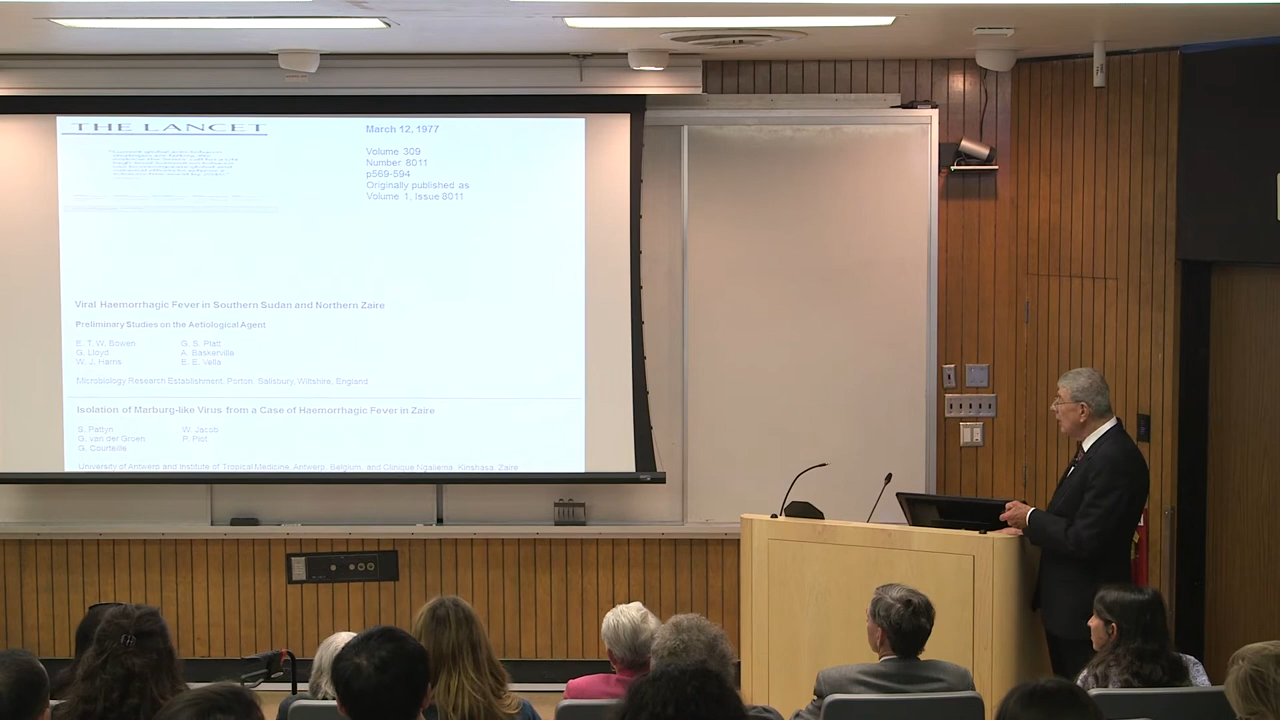 THE LANCET
March 12, 1977
Volume 309
Number 8011
p569-594
Originally published as
Volume 1, Issue 8011
Viral Haemorrhagic Fever in Southern Sudan and Northern Zaire
Preliminary Studies on the Aetiological Agent
E. T. W. Bowen G. S. Platt
G. Lloyd A. Baskerville
W. J. Harris E. E. Vella
Microbiology Research Establishment, Porton, Salisbury, Wiltshire, England
Isolation of Marburg-like Virus from a Case of Haemorrhagic Fever in Zaire
S. Pattyn W. Jacob
G. van der Groen P. Piot
G. Courteille
University of Antwerp and Institute of Tropical Medicine, Antwerp, Belgium, and Clinique Ngaliema, Kinshasa, Zaire